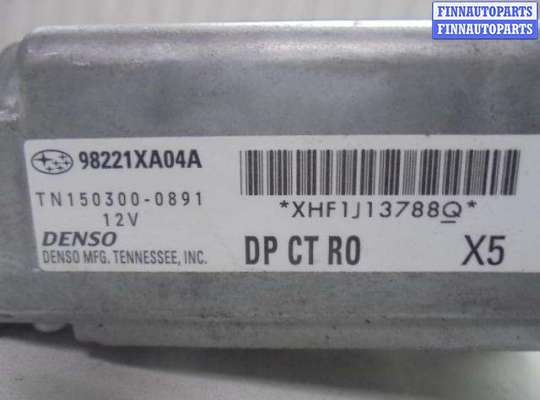 FINNAUTOPARTS
FINNAUTOPARTS
98221XA04A
TN150300-0891
12V
DENSO
DENSO MFG. TENNESSEE, INC.
*XHF1J13788Q*
DP CT RO X5